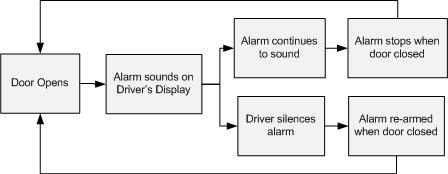 Door Opens
Alarm sounds on
Driver's Display
Alarm continues
to sound
Alarm stops when
door closed
Driver silences
alarm
Alarm re-armed
when door closed